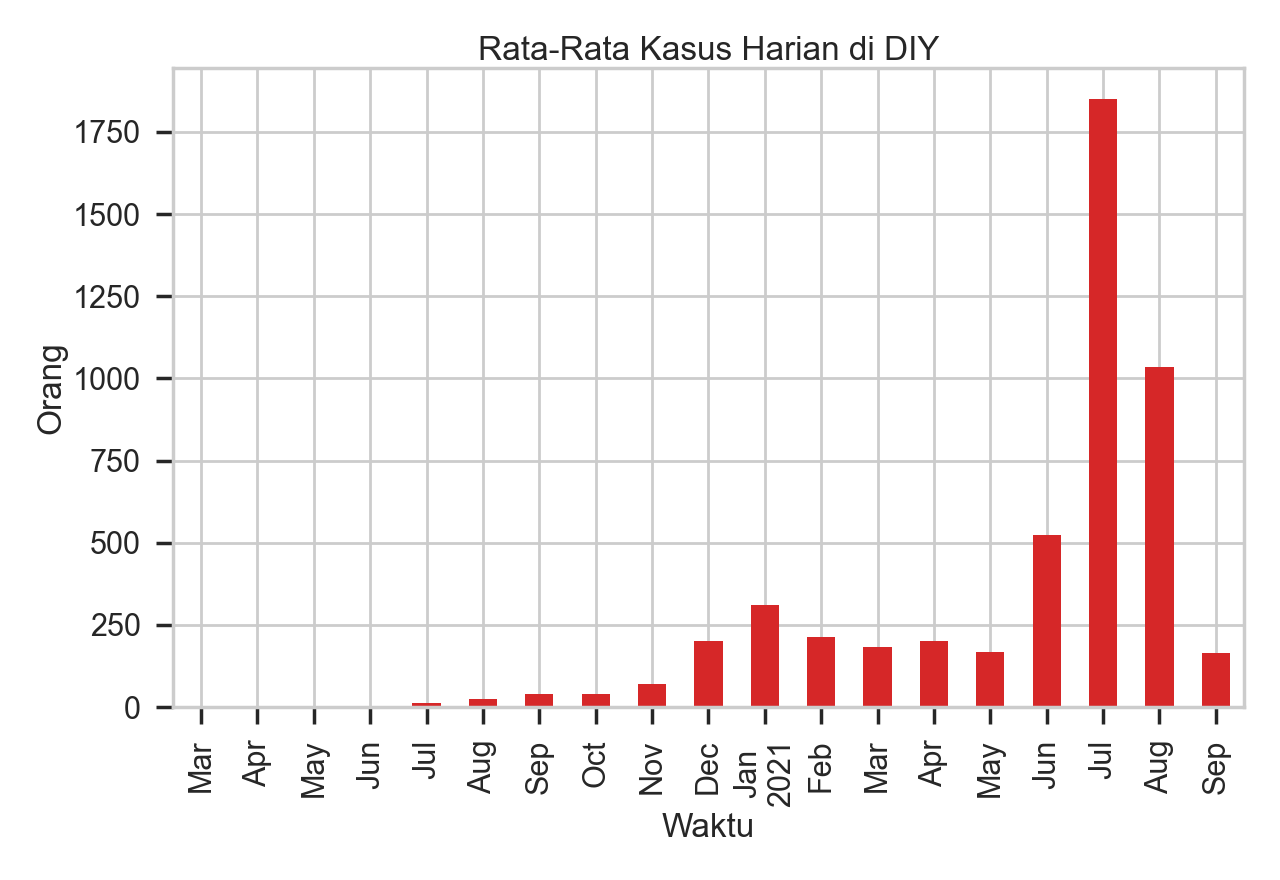 Rata-Rata Kasus Harian di DIY
1750
1500
1250
1000
750
500
250
0
Orang
Mar
Apr
May
Jun
Jul
Aug
Sep
Oct
Nov
Dec
Jan
2021
Feb
Mar
Apr
May
Jun
Jul
Aug
Sep
Waktu